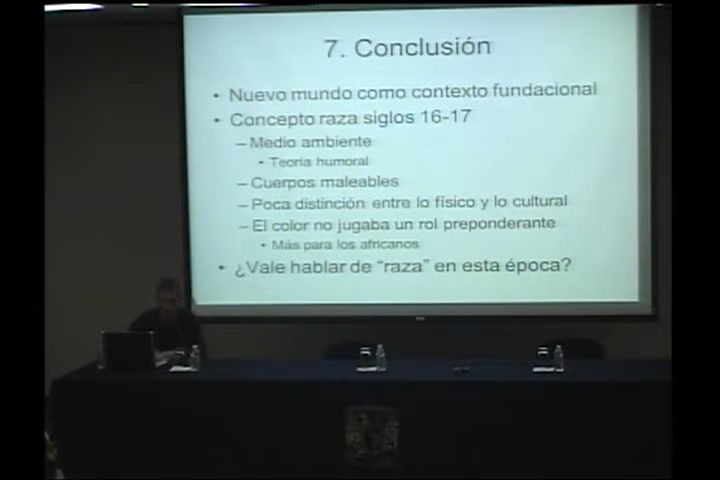 7. Conclusión
• Nuevo mundo como contexto fundacional
• Concepto raza siglos 16-17
– Medio ambiente
• Teoría humoral
– Cuerpos maleables
– Poca distinción entre lo físico y lo cultural
– El color no jugaba un rol preponderante
• Más para los africanos
• ¿Vale hablar de “raza” en esta época?